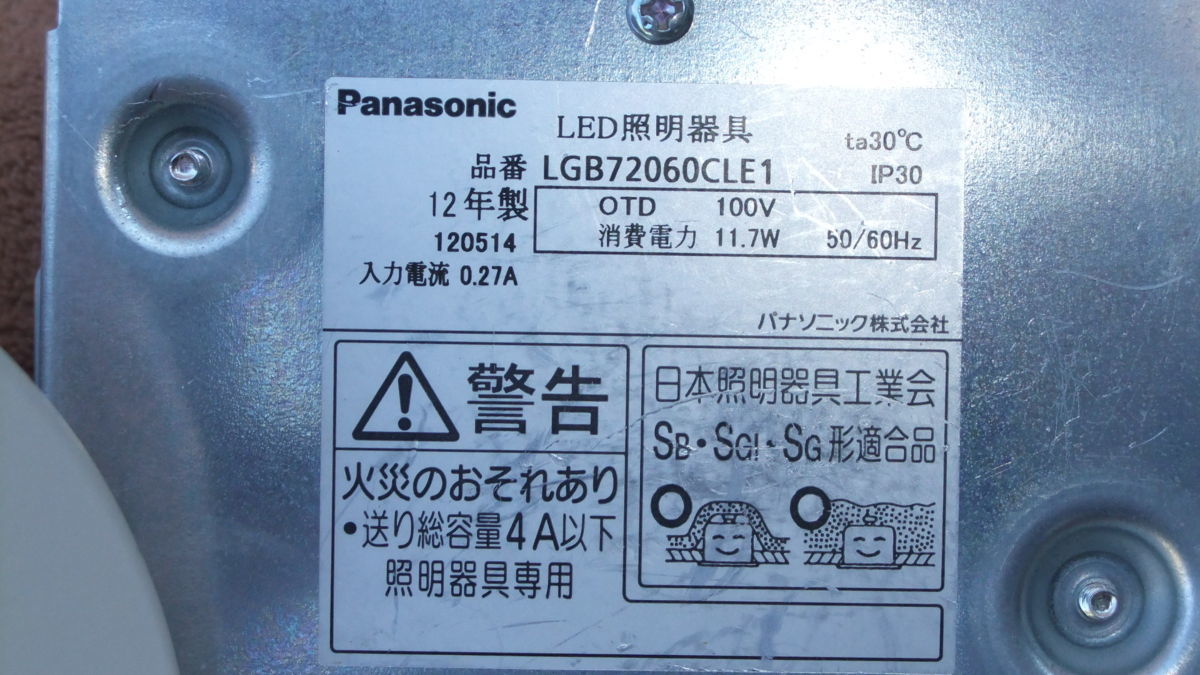 Panasonic
LED照明器具
ta30℃
品番 LGB72060CLE1
IP30
12年製
OTD 100V
120514
消費電力 11.7W 50/60Hz
入力電流 0.27A
パナソニック株式会社
警告
火災のおそれあり
・送り総容量4A以下
照明器具専用
日本照明器具工業会
SB・SGI・SG形適合品